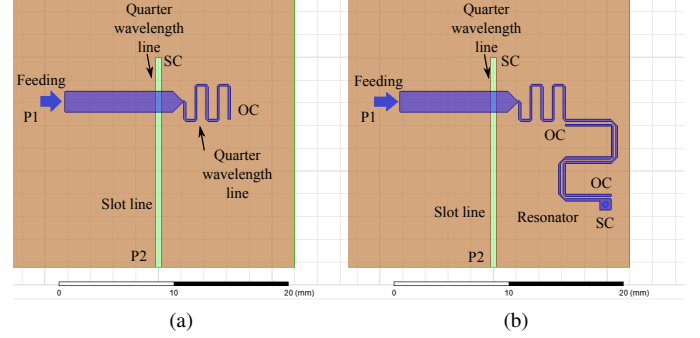 Quarter
wavelength
line
SC
Feeding
P1
OC
Quarter
wavelength
line
Slot line
P2
0
10
20 (mm)
(a)
Quarter
wavelength
line
SC
Feeding
P1
OC
OC
Slot line
Resonator
SC
P2
0
10
20 (mm)
(b)